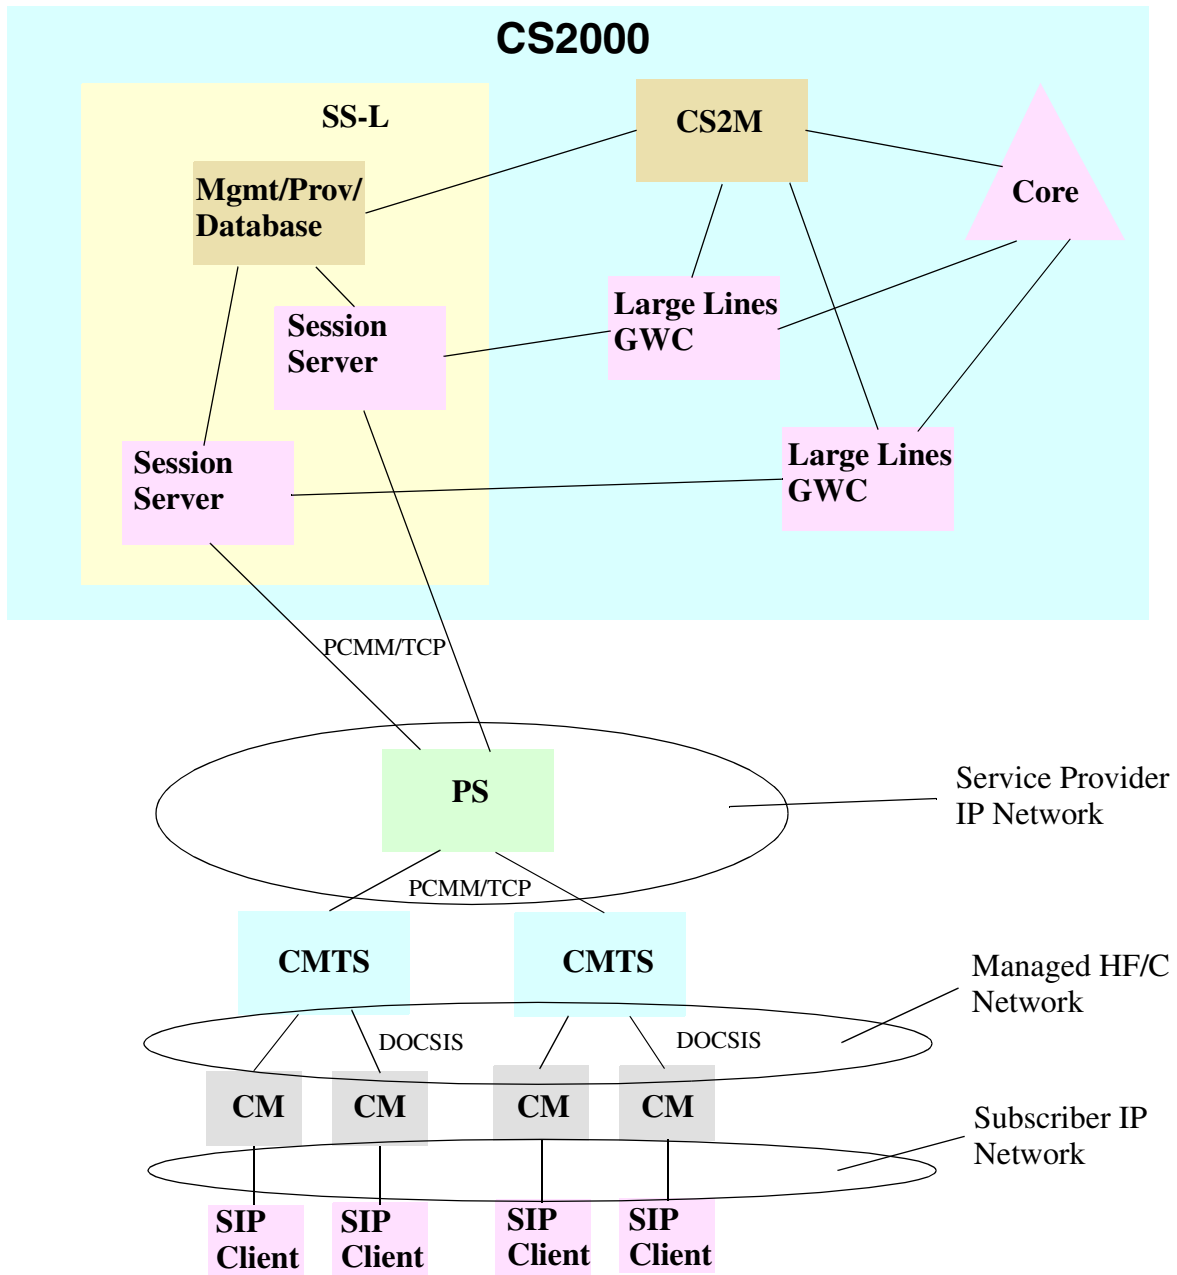 CS2000
SS-L
CS2M
Mgmt/Prov/
Database
Core
Session
Server
Large Lines
GWC
Session
Server
Large Lines
GWC
PCMM/TCP
PS
Service Provider
IP Network
PCMM/TCP
CMTS
CMTS
Managed HF/C
Network
DOCSIS
DOCSIS
CM
CM
CM
CM
Subscriber IP
Network
SIP
Client
SIP
Client
SIP
Client
SIP
Client